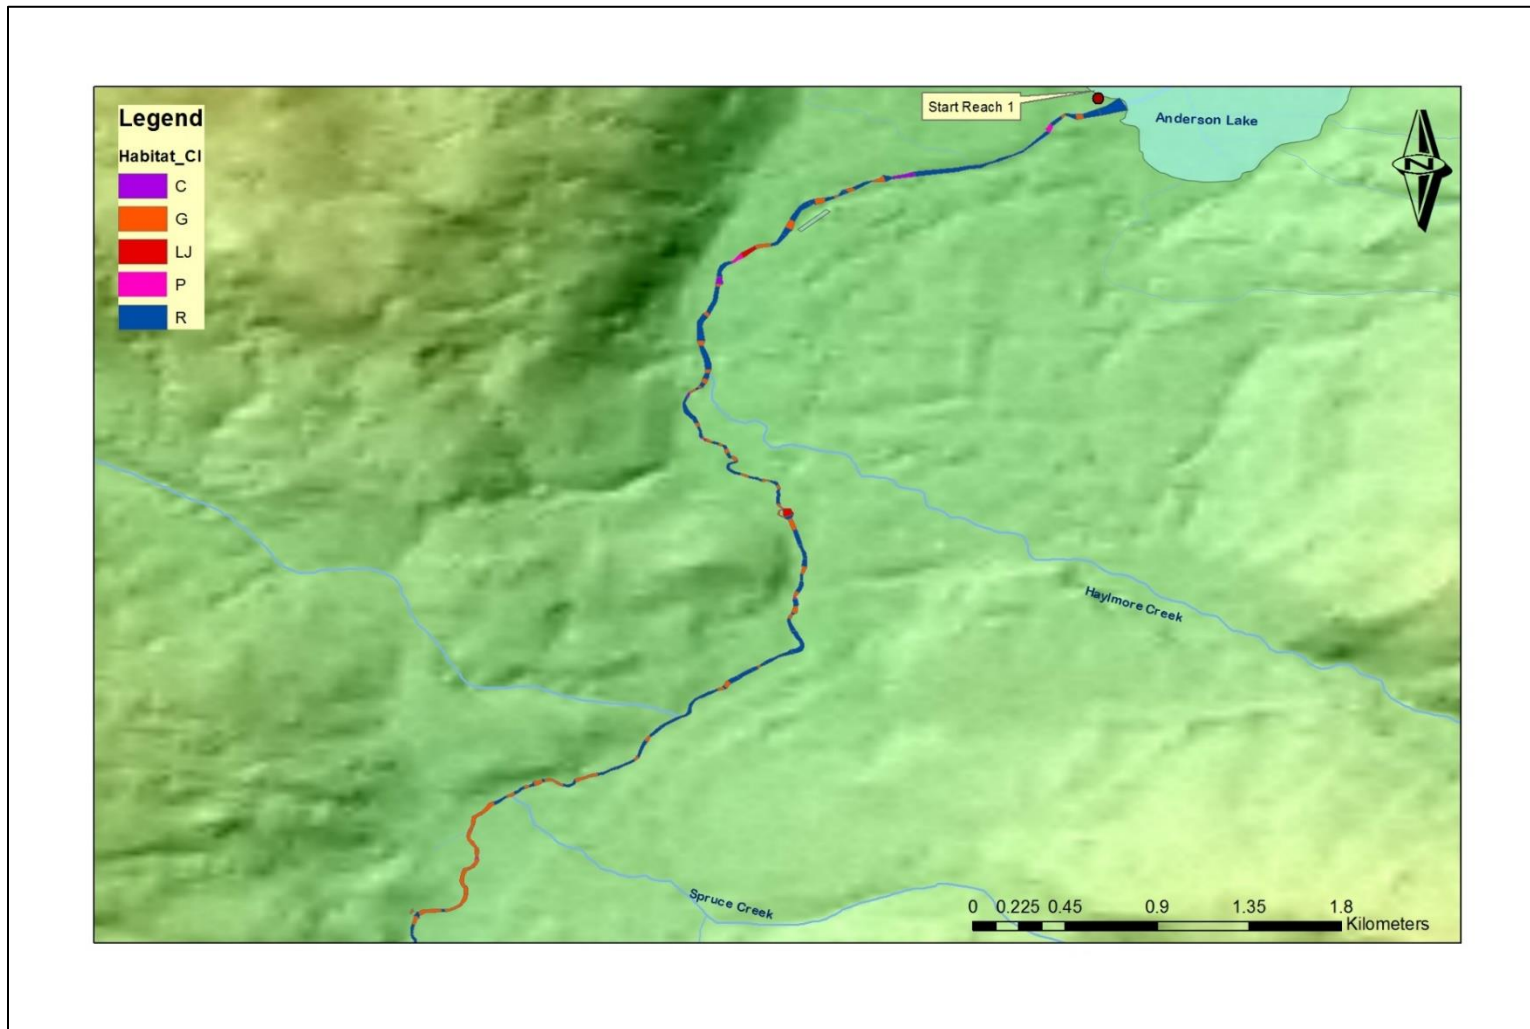 Legend
Habitat_Cl
C
G
LJ
P
R
Start Reach 1
Anderson Lake
N
Haylmore Creek
Spruce Creek
0 0.225 0.45 0.9 1.35 1.8
Kilometers